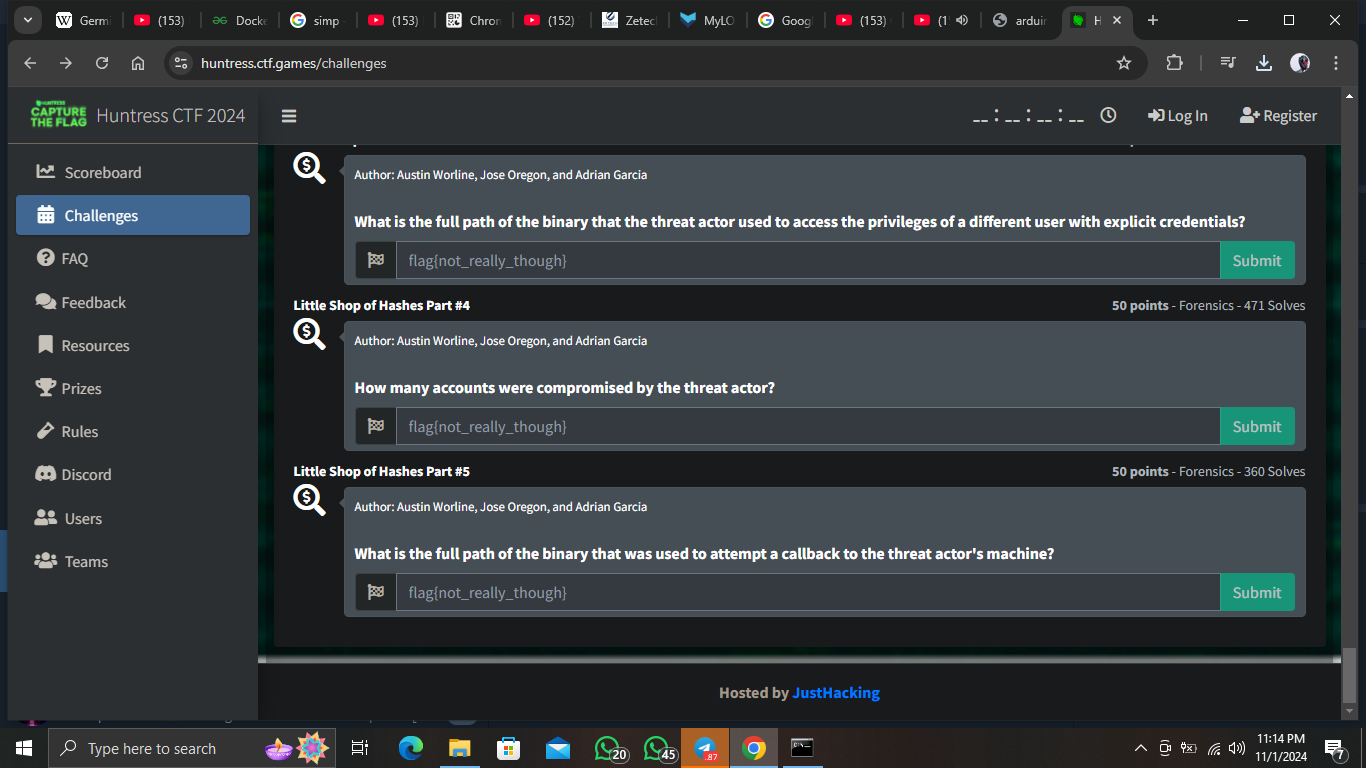 Germi
(153)
Docke
simp
(153)
Chron
(152)
Zetec
MyLO
Googl
(153)
(1
arduir
H
huntress.ctf.games/challenges
HUNTRESS
CAPTURE
THE FLAG
Huntress CTF 2024
-- : -- : -- : --
Log In
Register
Scoreboard
Challenges
FAQ
Feedback
Resources
Prizes
Rules
Discord
Users
Teams
Author: Austin Worline, Jose Oregon, and Adrian Garcia
What is the full path of the binary that the threat actor used to access the privileges of a different user with explicit credentials?
flag{not_really_though} Submit
Little Shop of Hashes Part #4 50 points - Forensics - 471 Solves
Author: Austin Worline, Jose Oregon, and Adrian Garcia
How many accounts were compromised by the threat actor?
flag{not_really_though} Submit
Little Shop of Hashes Part #5 50 points - Forensics - 360 Solves
Author: Austin Worline, Jose Oregon, and Adrian Garcia
What is the full path of the binary that was used to attempt a callback to the threat actor's machine?
flag{not_really_though} Submit
Hosted by JustHacking
Type here to search
20
45
.87
11:14 PM
11/1/2024
7